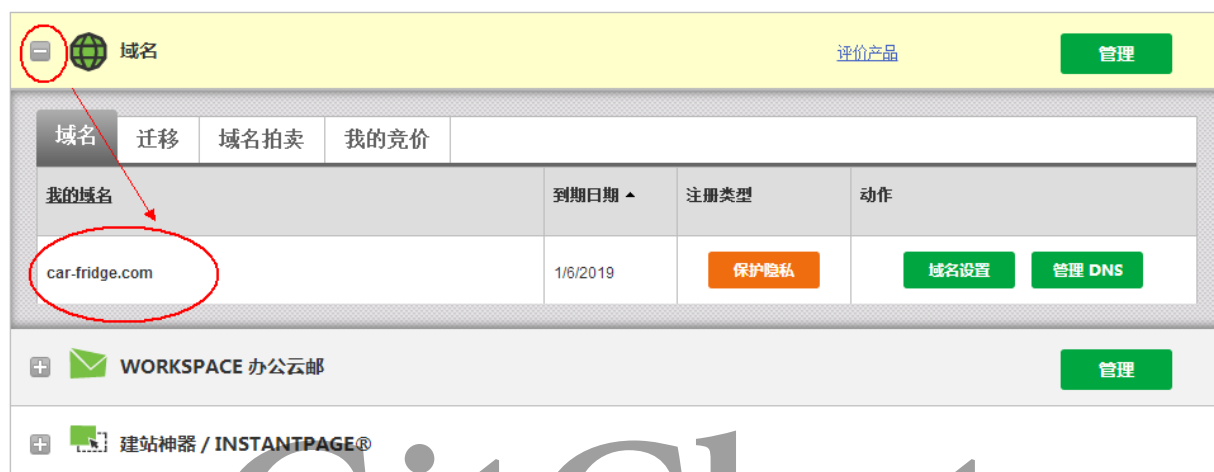 域名 评价产品 管理
域名 迁移 域名拍卖 我的竞价
我的域名 到期日期 注册类型 动作
car-fridge.com 1/6/2019 保护隐私 域名设置 管理 DNS
WORKSPACE 办公云邮 管理
建站神器 / INSTANTPAGE®
GitChat